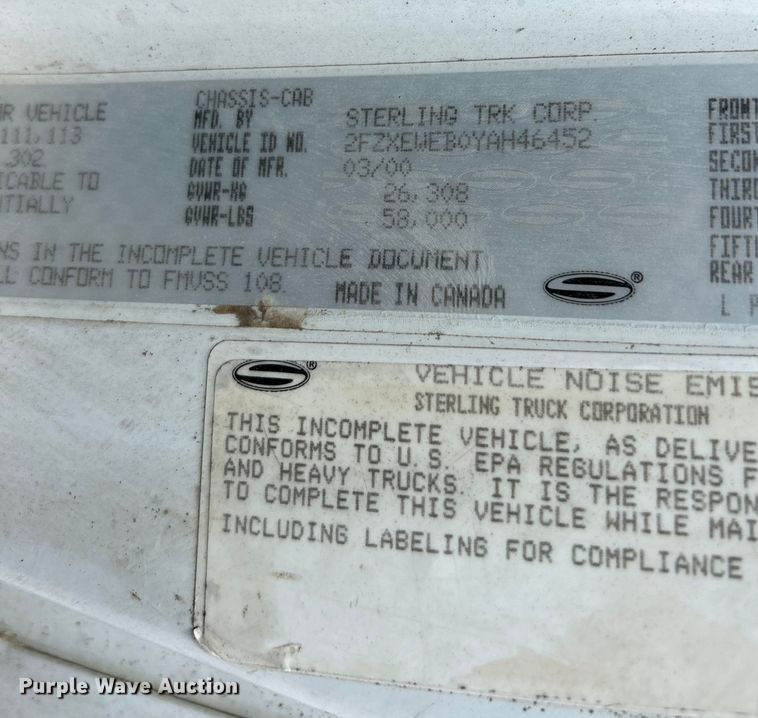 CHASSIS-CAB
R VEHICLE MFD. BY STERLING TRK CORP. FRONT
111, 113 VEHICLE ID NO. 2FZXEWEB0YAH46452 FIRST
302 DATE OF MFR. 03/00 SECON
ICABLE TO GVWR-KG 26,308 THIRD
NTIALLY GVWR-LBS 58,000 FOURT
NS IN THE INCOMPLETE VEHICLE DOCUMENT FIFTH
LL CONFORM TO FMVSS 108. MADE IN CANADA REAR
L P
VEHICLE NOISE EMIS
STERLING TRUCK CORPORATION
THIS INCOMPLETE VEHICLE, AS DELIVE
CONFORMS TO U.S. EPA REGULATIONS F
AND HEAVY TRUCKS. IT IS THE RESPON
TO COMPLETE THIS VEHICLE WHILE MAI
INCLUDING LABELING FOR COMPLIANCE
Purple Wave Auction